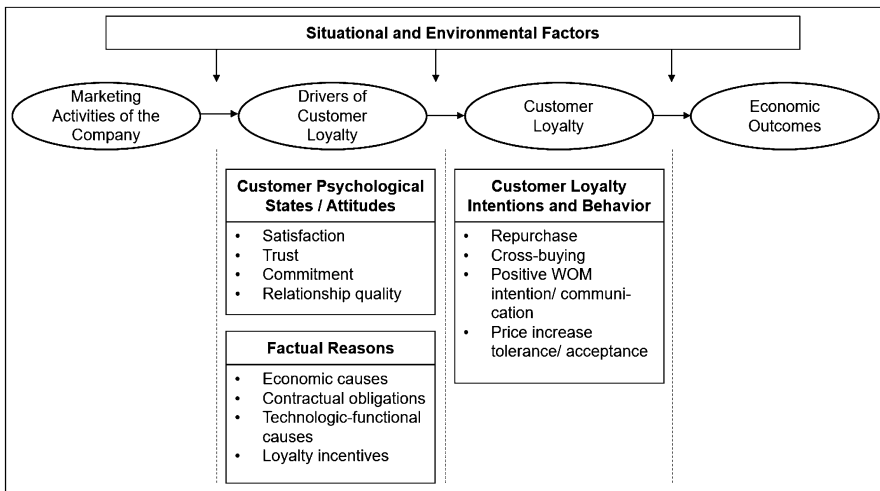 Situational and Environmental Factors
Marketing
Activities of the
Company
Drivers of
Customer
Loyalty
Customer
Loyalty
Economic
Outcomes
Customer Psychological
States / Attitudes
• Satisfaction
• Trust
• Commitment
• Relationship quality
Factual Reasons
• Economic causes
• Contractual obligations
• Technologic-functional
causes
• Loyalty incentives
Customer Loyalty
Intentions and Behavior
• Repurchase
• Cross-buying
• Positive WOM
intention/ communi-
cation
• Price increase
tolerance/ acceptance